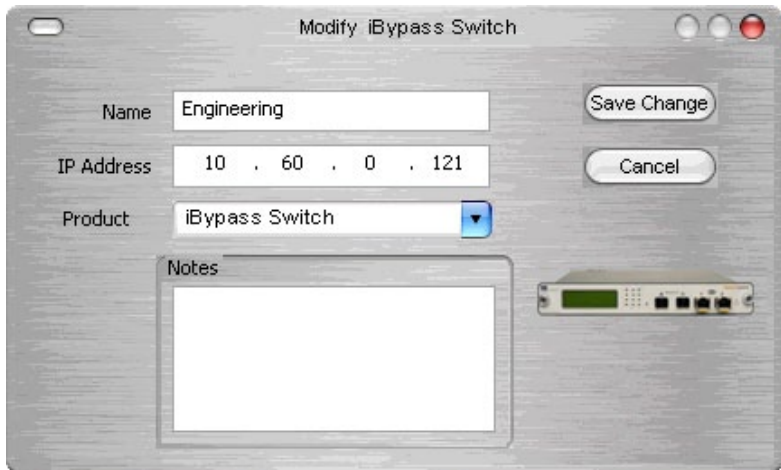 Modify iBypass Switch
Name Engineering
Save Change
IP Address 10 . 60 . 0 . 121
Cancel
Product iBypass Switch
Notes